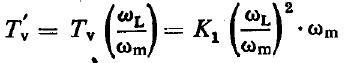 T′ᵥ = Tᵥ (ω_L/ω_m) = K₁ (ω_L/ω_m)² · ω_m